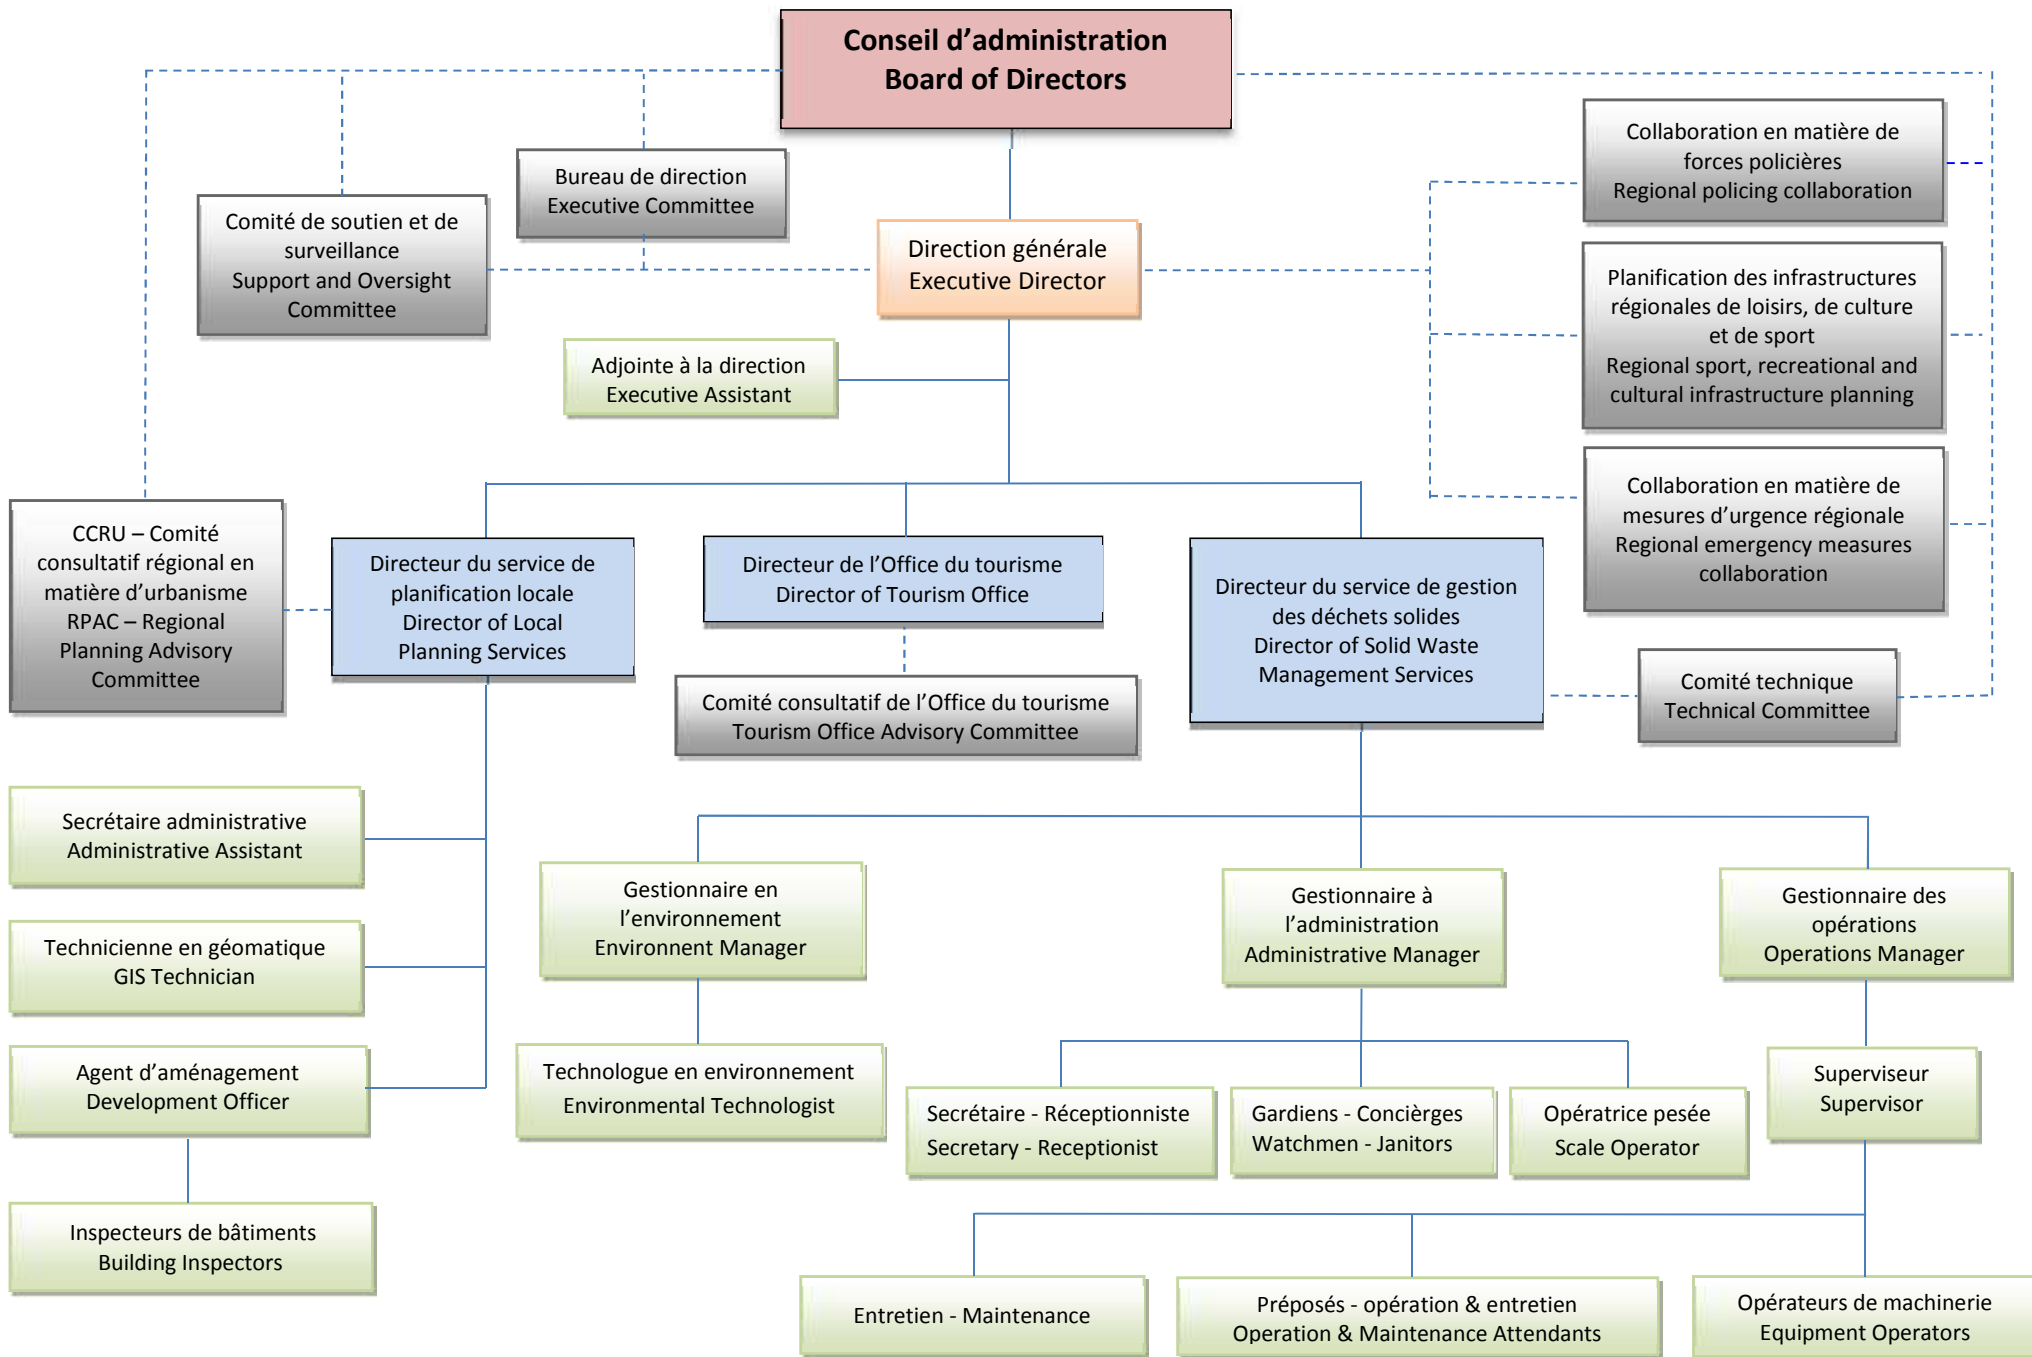 Conseil d’administration
Board of Directors
Collaboration en matière de
forces policières
Regional policing collaboration
Bureau de direction
Executive Committee
Comité de soutien et de
surveillance
Support and Oversight
Committee
Direction générale
Executive Director
Planification des infrastructures
régionales de loisirs, de culture
et de sport
Regional sport, recreational and
cultural infrastructure planning
Adjointe à la direction
Executive Assistant
Collaboration en matière de
mesures d’urgence régionale
Regional emergency measures
collaboration
CCRU – Comité
consultatif régional en
matière d’urbanisme
RPAC – Regional
Planning Advisory
Committee
Directeur du service de
planification locale
Director of Local
Planning Services
Directeur de l’Office du tourisme
Director of Tourism Office
Directeur du service de gestion
des déchets solides
Director of Solid Waste
Management Services
Comité consultatif de l’Office du tourisme
Tourism Office Advisory Committee
Comité technique
Technical Committee
Secrétaire administrative
Administrative Assistant
Gestionnaire en
l’environnement
Environnent Manager
Gestionnaire à
l’administration
Administrative Manager
Gestionnaire des
opérations
Operations Manager
Technicienne en géomatique
GIS Technician
Agent d’aménagement
Development Officer
Technologue en environnement
Environmental Technologist
Secrétaire - Réceptionniste
Secretary - Receptionist
Gardiens - Concièrges
Watchmen - Janitors
Opératrice pesée
Scale Operator
Superviseur
Supervisor
Inspecteurs de bâtiments
Building Inspectors
Entretien - Maintenance
Préposés - opération & entretien
Operation & Maintenance Attendants
Opérateurs de machinerie
Equipment Operators